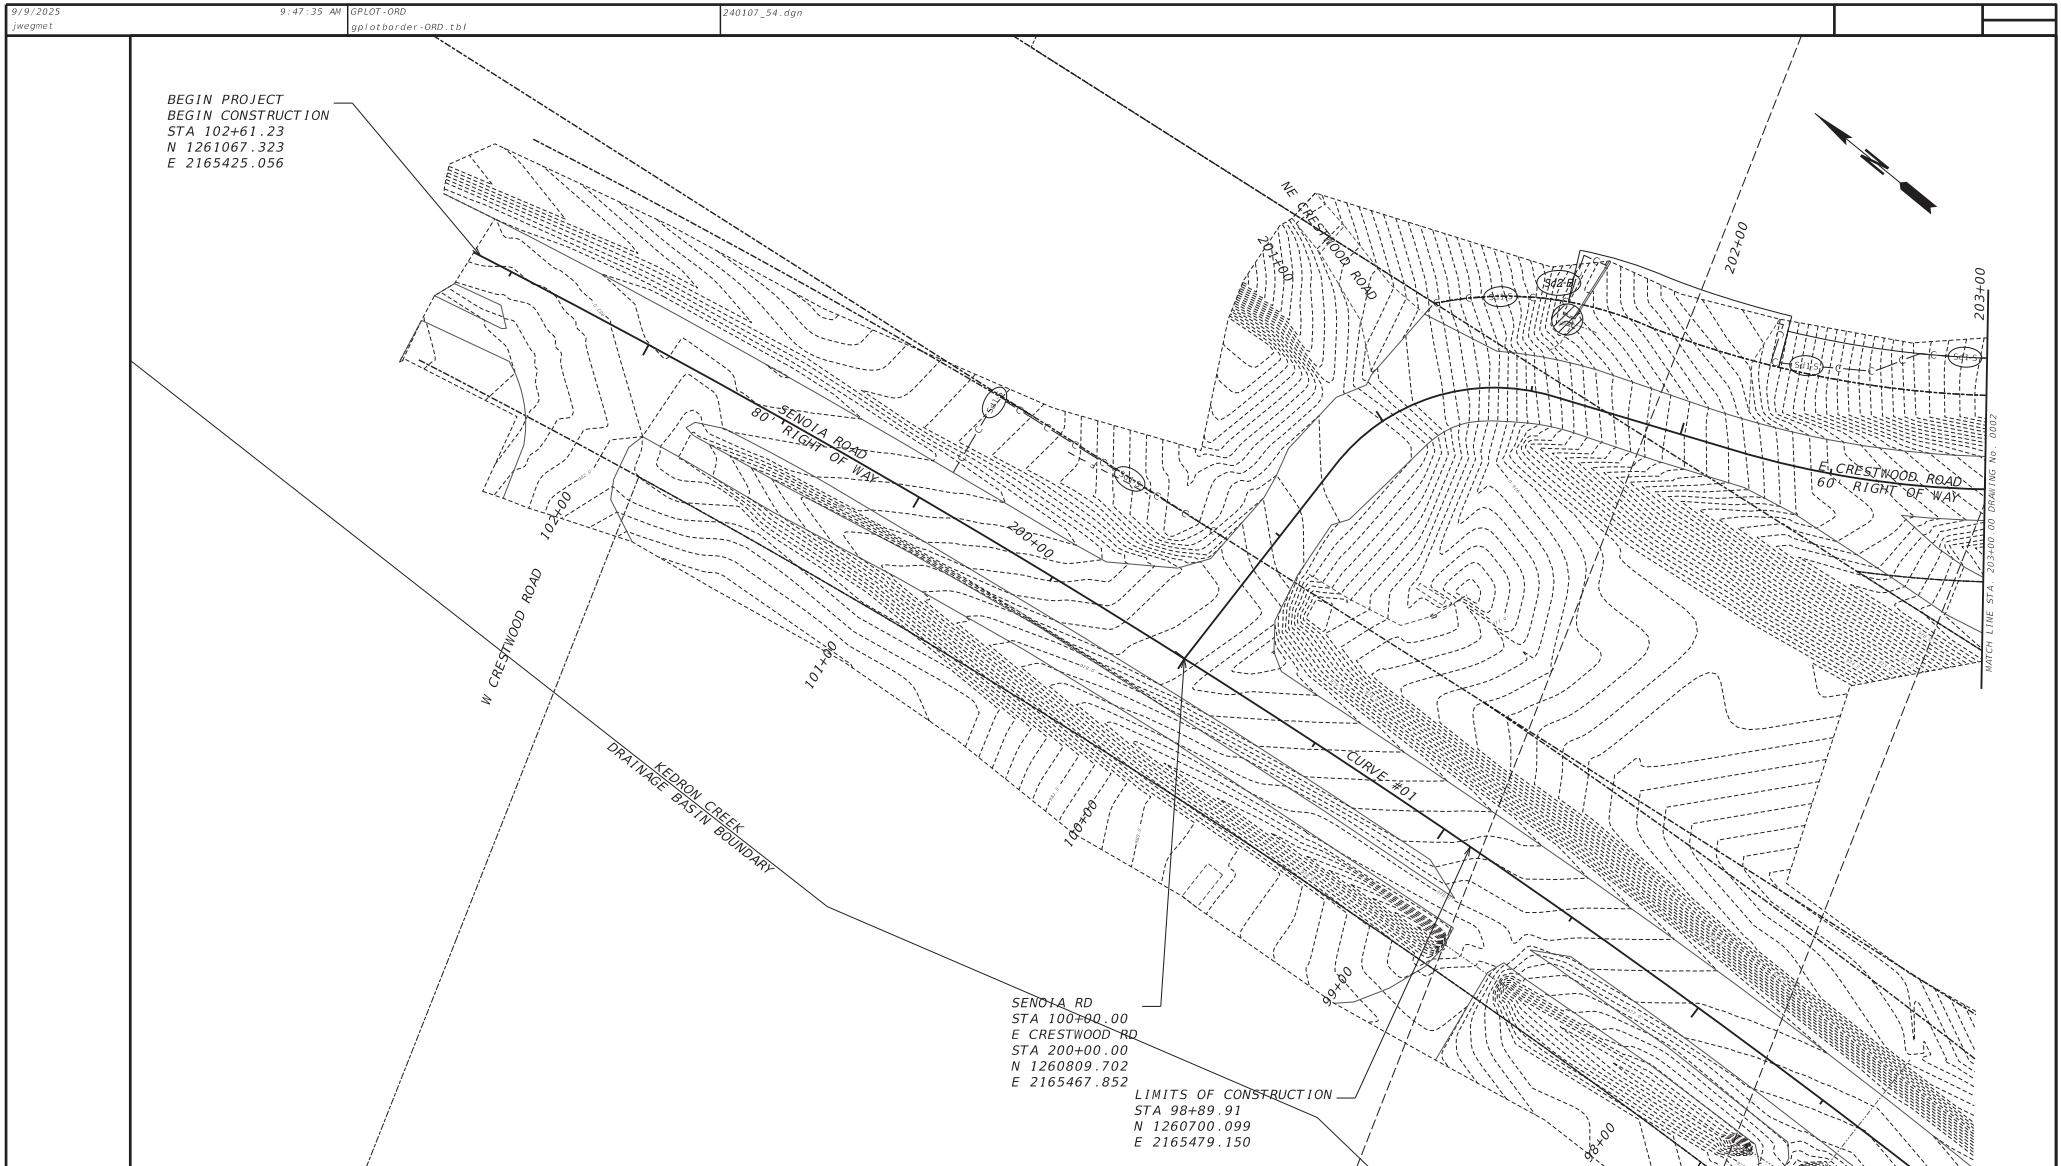 9/9/2025
9:47:35 AM
GPLOT-ORD
240107_54.dgn
jwegmet
gplotborder-ORD.tbl
BEGIN PROJECT
BEGIN CONSTRUCTION
STA 102+61.23
N 1261067.323
E 2165425.056
N
NE CRESTWOOD ROAD
201+00
202+00
203+00
Sd2-B
Sd1-S
Sd1-S
Sd1-S
SENOIA ROAD
80' RIGHT OF WAY
E CRESTWOOD ROAD
60' RIGHT OF WAY
MATCH LINE STA. 203+00.00 DRAWING No. 0002
102+00
200+00
W CRESTWOOD ROAD
101+00
KEDRON CREEK
DRAINAGE BASIN BOUNDARY
CURVE #01
100+00
99+00
SENOIA RD
STA 100+00.00
E CRESTWOOD RD
STA 200+00.00
N 1260809.702
E 2165467.852
LIMITS OF CONSTRUCTION
STA 98+89.91
N 1260700.099
E 2165479.150
98+00